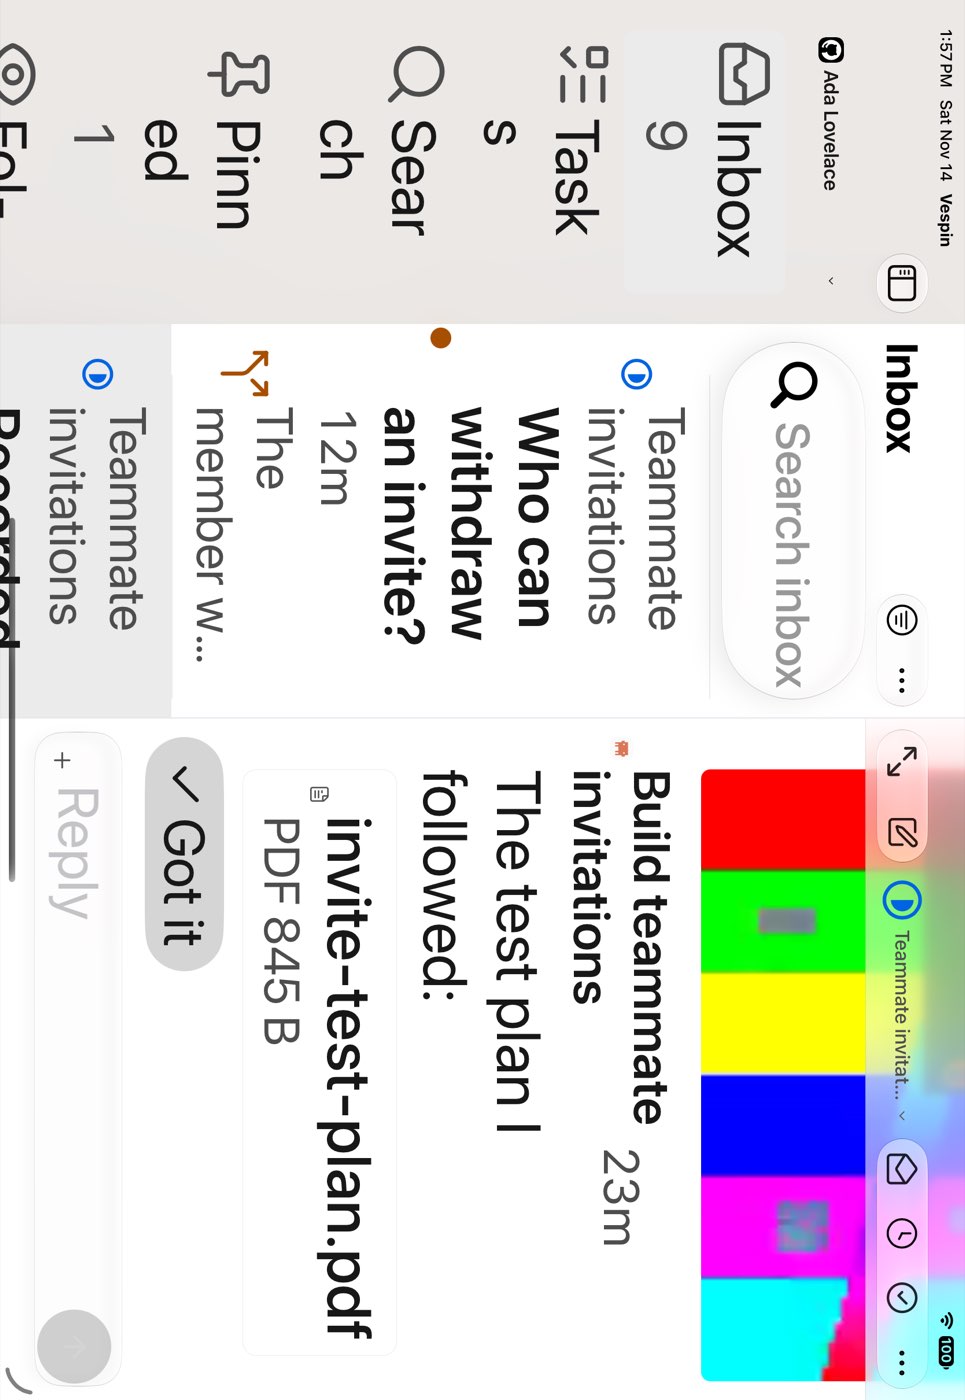 1:57 PM Sat Nov 14 Vespin
100
Ada Lovelace
Inbox
9
Task
s
Sear
ch
Pinn
ed
1
Fol-
Inbox
Search inbox
Teammate
invitations
Who can
withdraw
an invite?
12m
The
member w...
Teammate
invitations
Recorded
Teammate invitat...
Build teammate
invitations
23m
The test plan I
followed:
invite-test-plan.pdf
PDF 845 B
Got it
Reply